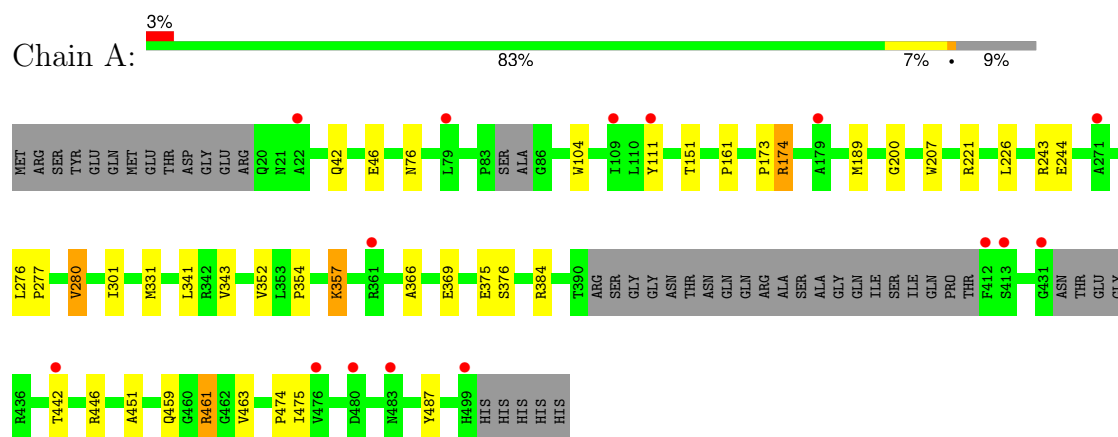 3%
Chain A:
83% 7% • 9%
MET ARG SER TYR GLU GLN MET GLU THR ASP GLY GLU ARG Q20 N21 A22 Q42 E46 N76 L79 P83 SER ALA G86 W104 I109 L110 Y111 T151 P161 P173 R174 A179 M189 G200 W207 R221 L226 R243 E244 A271
L276 P277 V280 I301 M331 L341 R342 V343 V352 L353 P354 K357 R361 A366 E369 E375 S376 R384 T390 ARG SER GLY GLY ASN THR ASN GLN GLN ARG ALA SER ALA GLY GLN ILE SER ILE GLN PRO THR F412 S413 G431 ASN THR GLU GLY
R436 T442 R446 A451 Q459 G460 R461 G462 V463 P474 I475 V476 D480 N483 Y487 H499 HIS HIS HIS HIS HIS